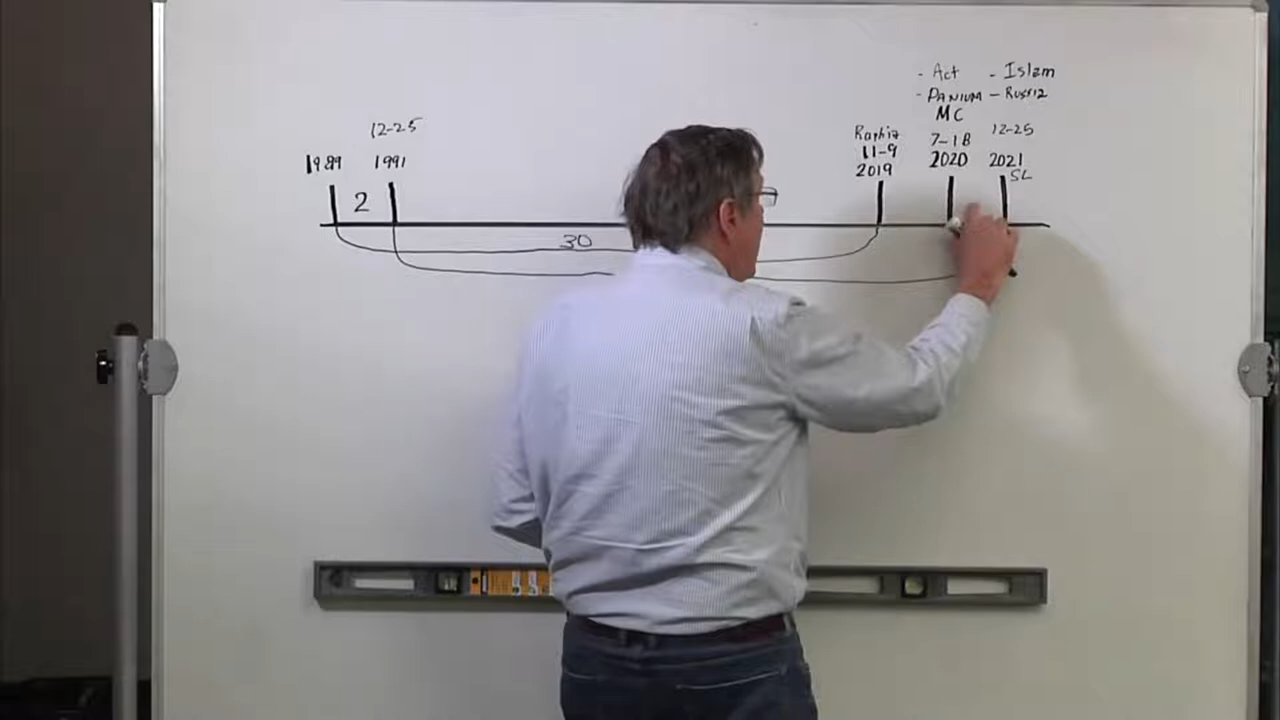 - Act - Islam
- PANIUM - Russia
MC
12-25
Raphia
12-25
11-9
7-18
1989
1991
2019
2020
2021
SL
2
30